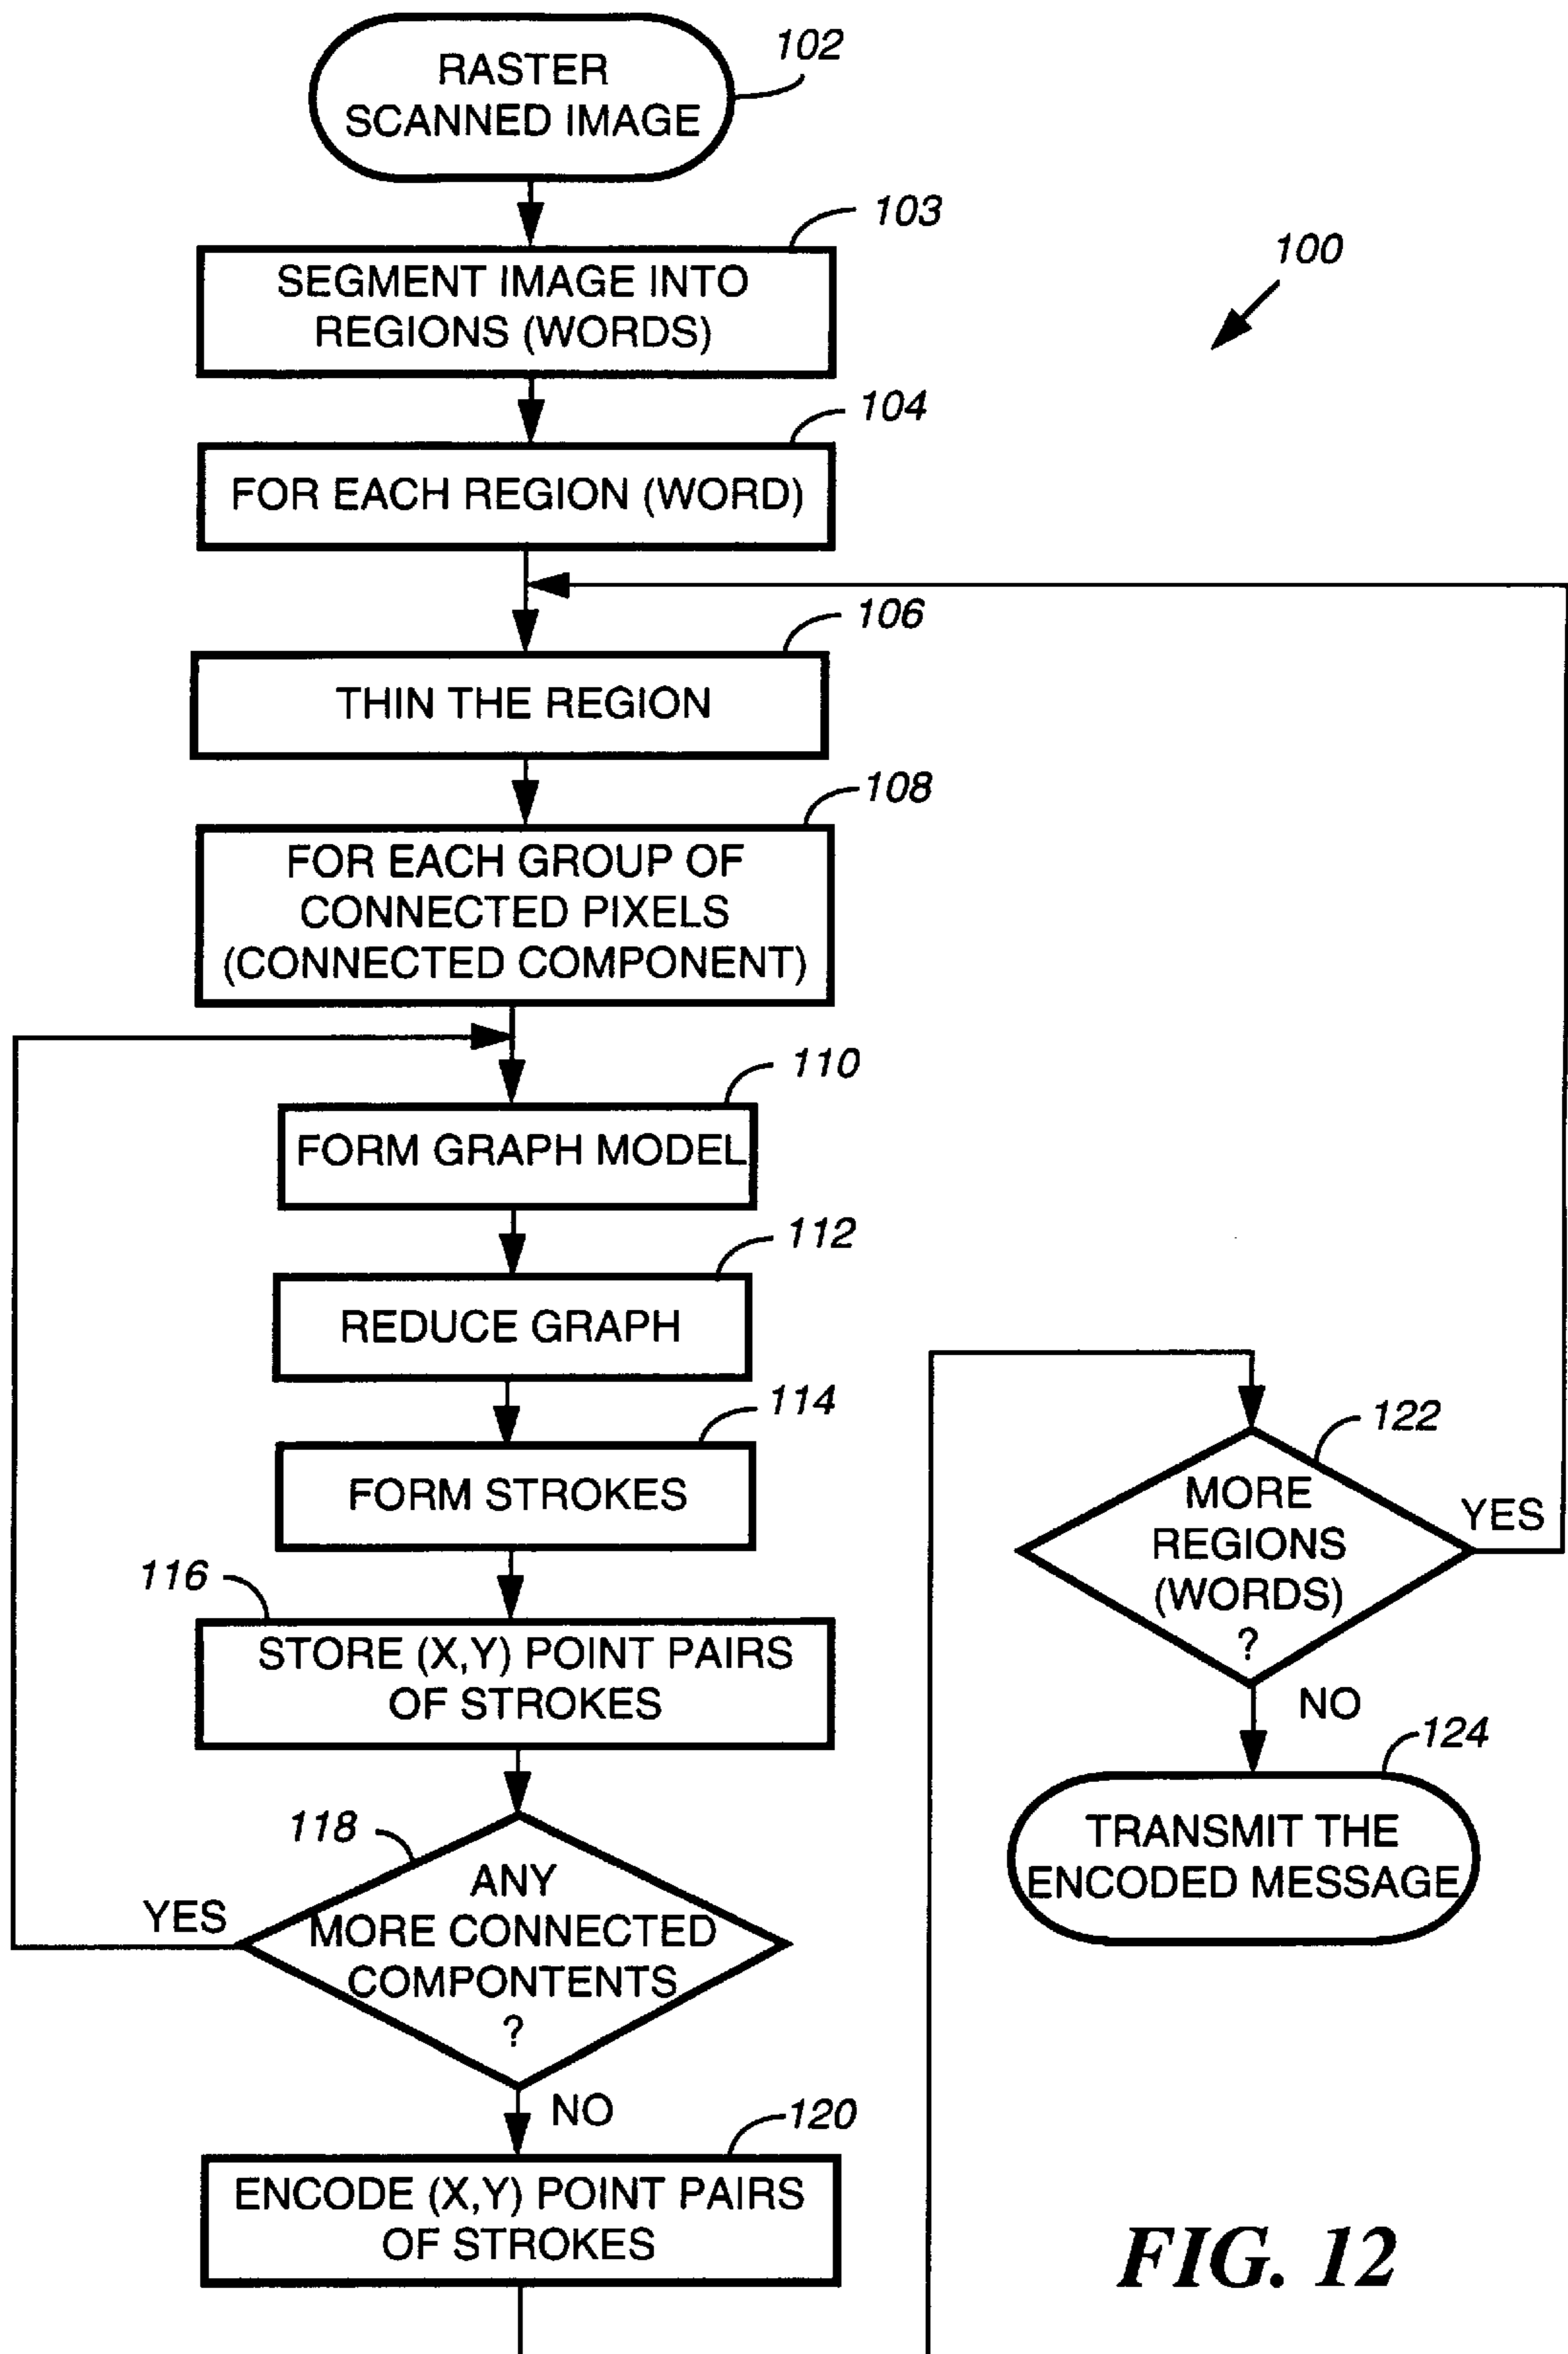 RASTER
SCANNED IMAGE
102
103
SEGMENT IMAGE INTO
REGIONS (WORDS)
100
104
FOR EACH REGION (WORD)
106
THIN THE REGION
108
FOR EACH GROUP OF
CONNECTED PIXELS
(CONNECTED COMPONENT)
110
FORM GRAPH MODEL
112
REDUCE GRAPH
114
FORM STROKES
116
STORE (X,Y) POINT PAIRS
OF STROKES
118
ANY
MORE CONNECTED
COMPONTENTS
?
YES
NO
120
ENCODE (X,Y) POINT PAIRS
OF STROKES
122
MORE
REGIONS
(WORDS)
?
YES
NO
124
TRANSMIT THE
ENCODED MESSAGE
FIG. 12